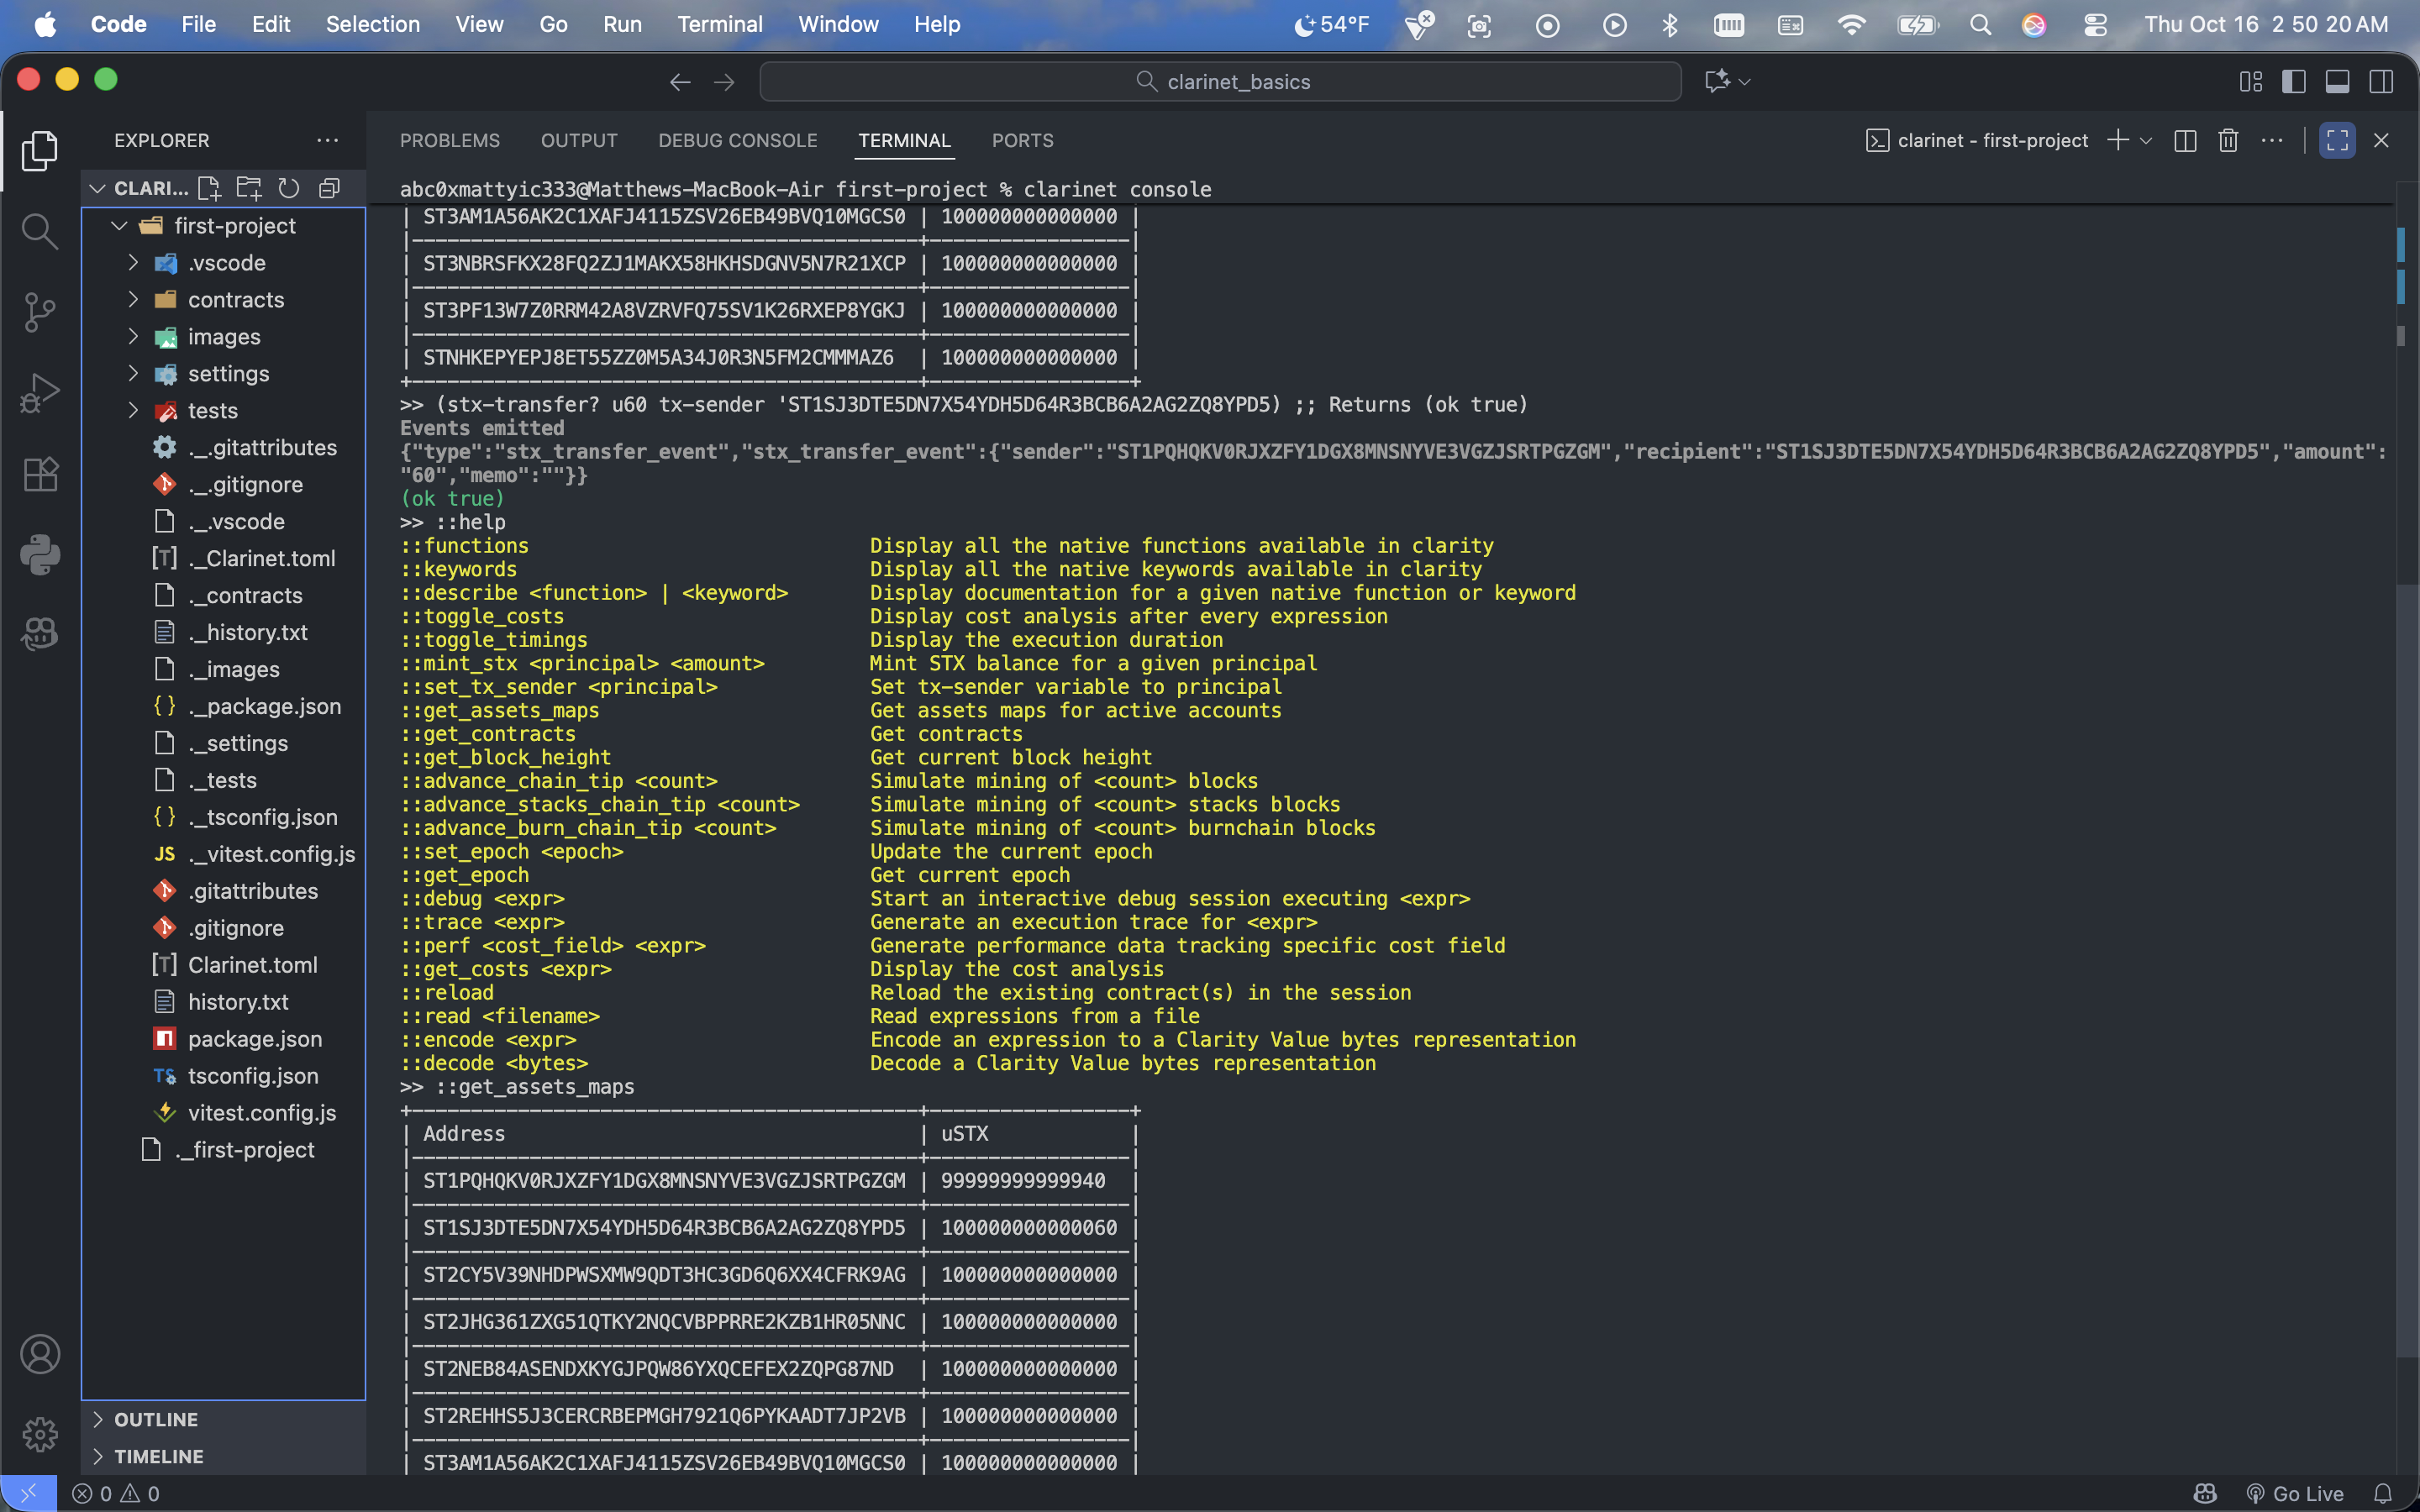 Code File Edit Selection View Go Run Terminal Window Help 54°F Thu Oct 16 2 50 20 AM
clarinet_basics
EXPLORER
PROBLEMS OUTPUT DEBUG CONSOLE TERMINAL PORTS clarinet - first-project
CLARI...
first-project
.vscode
contracts
images
settings
tests
._.gitattributes
._.gitignore
._.vscode
._Clarinet.toml
._contracts
._history.txt
._images
._package.json
._settings
._tests
._tsconfig.json
._vitest.config.js
.gitattributes
.gitignore
Clarinet.toml
history.txt
package.json
tsconfig.json
vitest.config.js
._first-project
OUTLINE
TIMELINE
abc0xmattyic333@Matthews-MacBook-Air first-project % clarinet console
| ST3AM1A56AK2C1XAFJ4115ZSV26EB49BVQ10MGCS0 | 100000000000000 |
| ST3NBRSFKX28FQ2ZJ1MAKX58HKHSDGNV5N7R21XCP | 100000000000000 |
| ST3PF13W7Z0RRM42A8VZRVFQ75SV1K26RXEP8YGKJ | 100000000000000 |
| STNHKEPYEPJ8ET55ZZ0M5A34J0R3N5FM2CMMMAZ6 | 100000000000000 |
>> (stx-transfer? u60 tx-sender 'ST1SJ3DTE5DN7X54YDH5D64R3BCB6A2AG2ZQ8YPD5) ;; Returns (ok true)
Events emitted
{"type":"stx_transfer_event","stx_transfer_event":{"sender":"ST1PQHQKV0RJXZFY1DGX8MNSNYVE3VGZJSRTPGZGM","recipient":"ST1SJ3DTE5DN7X54YDH5D64R3BCB6A2AG2ZQ8YPD5","amount":
"60","memo":""}}
(ok true)
>> ::help
::functions Display all the native functions available in clarity
::keywords Display all the native keywords available in clarity
::describe <function> | <keyword> Display documentation for a given native function or keyword
::toggle_costs Display cost analysis after every expression
::toggle_timings Display the execution duration
::mint_stx <principal> <amount> Mint STX balance for a given principal
::set_tx_sender <principal> Set tx-sender variable to principal
::get_assets_maps Get assets maps for active accounts
::get_contracts Get contracts
::get_block_height Get current block height
::advance_chain_tip <count> Simulate mining of <count> blocks
::advance_stacks_chain_tip <count> Simulate mining of <count> stacks blocks
::advance_burn_chain_tip <count> Simulate mining of <count> burnchain blocks
::set_epoch <epoch> Update the current epoch
::get_epoch Get current epoch
::debug <expr> Start an interactive debug session executing <expr>
::trace <expr> Generate an execution trace for <expr>
::perf <cost_field> <expr> Generate performance data tracking specific cost field
::get_costs <expr> Display the cost analysis
::reload Reload the existing contract(s) in the session
::read <filename> Read expressions from a file
::encode <expr> Encode an expression to a Clarity Value bytes representation
::decode <bytes> Decode a Clarity Value bytes representation
>> ::get_assets_maps
| Address | uSTX |
| ST1PQHQKV0RJXZFY1DGX8MNSNYVE3VGZJSRTPGZGM | 99999999999940 |
| ST1SJ3DTE5DN7X54YDH5D64R3BCB6A2AG2ZQ8YPD5 | 100000000000060 |
| ST2CY5V39NHDPWSXMW9QDT3HC3GD6Q6XX4CFRK9AG | 100000000000000 |
| ST2JHG361ZXG51QTKY2NQCVBPPRRE2KZB1HR05NNC | 100000000000000 |
| ST2NEB84ASENDXKYGJPQW86YXQCEFEX2ZQPG87ND | 100000000000000 |
| ST2REHHS5J3CERCRBEPMGH7921Q6PYKAADT7JP2VB | 100000000000000 |
| ST3AM1A56AK2C1XAFJ4115ZSV26EB49BVQ10MGCS0 | 100000000000000 |
0 0 Go Live